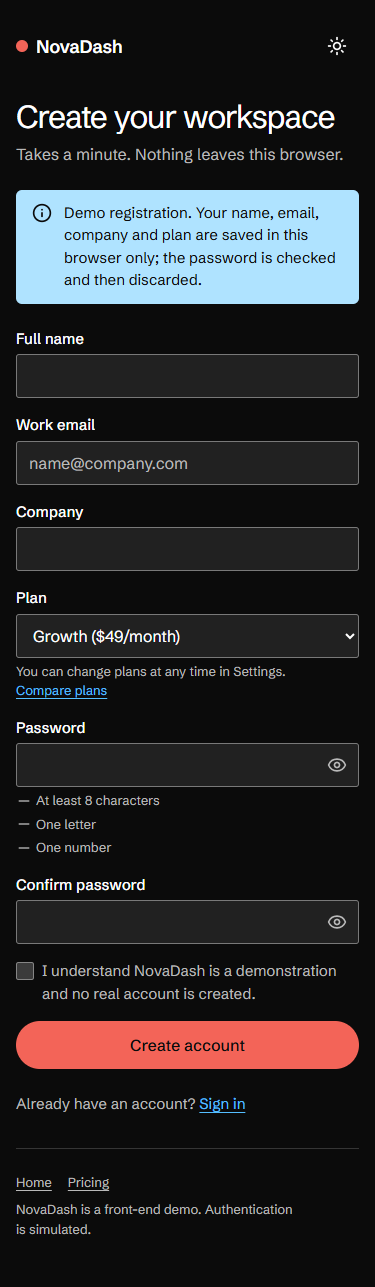 NovaDash
Create your workspace
Takes a minute. Nothing leaves this browser.
Demo registration. Your name, email,
company and plan are saved in this
browser only; the password is checked
and then discarded.
Full name
Work email
name@company.com
Company
Plan
Growth ($49/month)
You can change plans at any time in Settings.
Compare plans
Password
— At least 8 characters
— One letter
— One number
Confirm password
I understand NovaDash is a demonstration
and no real account is created.
Create account
Already have an account? Sign in
Home Pricing
NovaDash is a front-end demo. Authentication
is simulated.